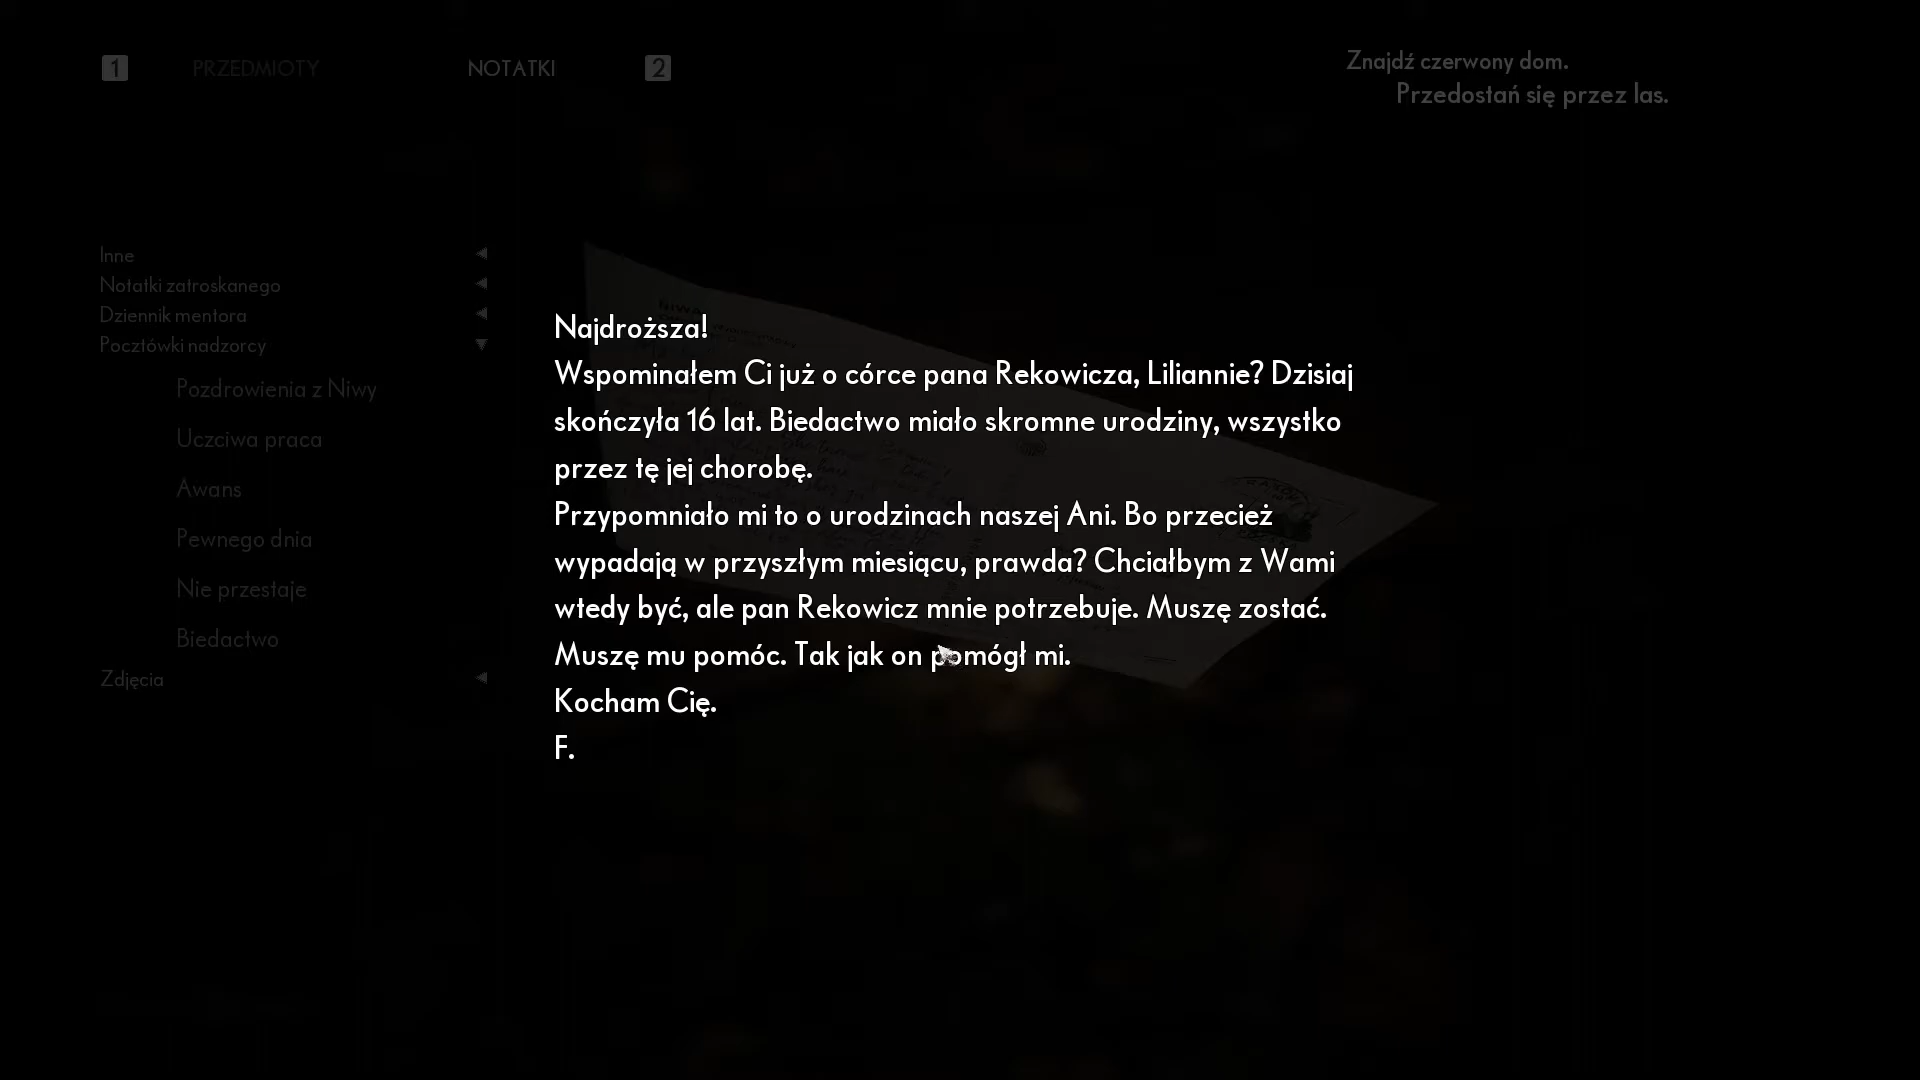 1 PRZEDMIOTY NOTATKI 2
Znajdź czerwony dom.
Przedostań się przez las.
Inne
Notatki zatroskanego
Dziennik mentora
Pocztówki nadzorcy
Pozdrowienia z Niwy
Uczciwa praca
Awans
Pewnego dnia
Nie przestaje
Biedactwo
Zdjęcia
Najdroższa!
Wspominałem Ci już o córce pana Rekowicza, Liliannie? Dzisiaj
skończyła 16 lat. Biedactwo miało skromne urodziny, wszystko
przez tę jej chorobę.
Przypomniało mi to o urodzinach naszej Ani. Bo przecież
wypadają w przyszłym miesiącu, prawda? Chciałbym z Wami
wtedy być, ale pan Rekowicz mnie potrzebuje. Muszę zostać.
Muszę mu pomóc. Tak jak on pomógł mi.
Kocham Cię.
F.
NIWA